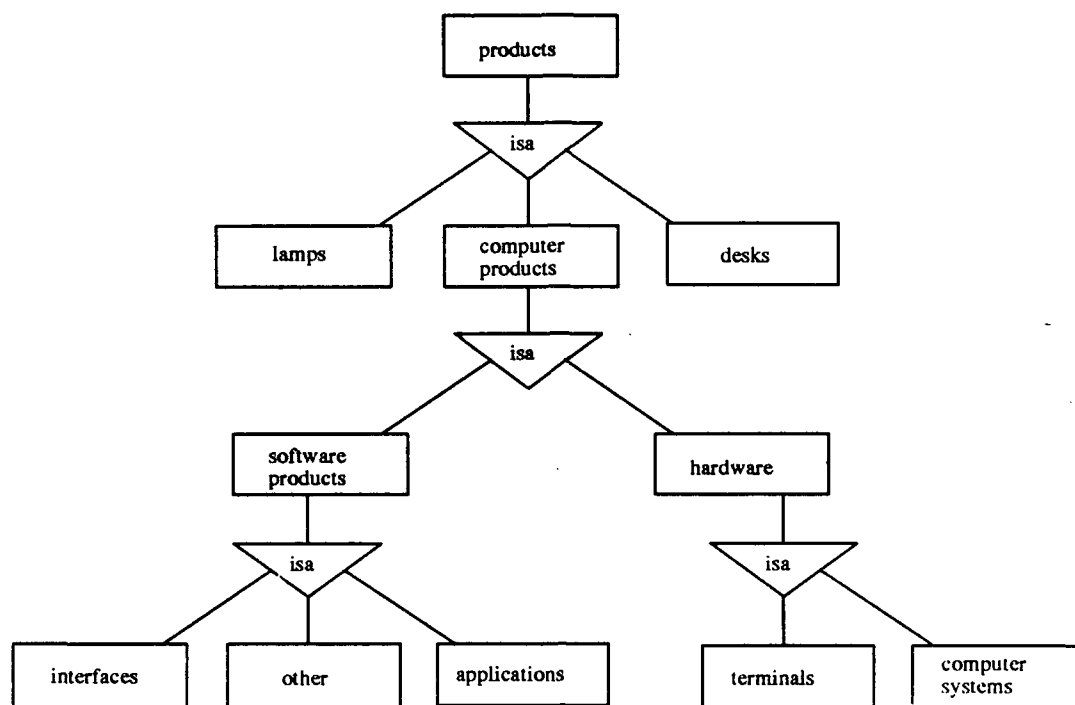 products
isa
lamps
computer
products
desks
isa
software
products
hardware
isa
isa
interfaces
other
applications
terminals
computer
systems